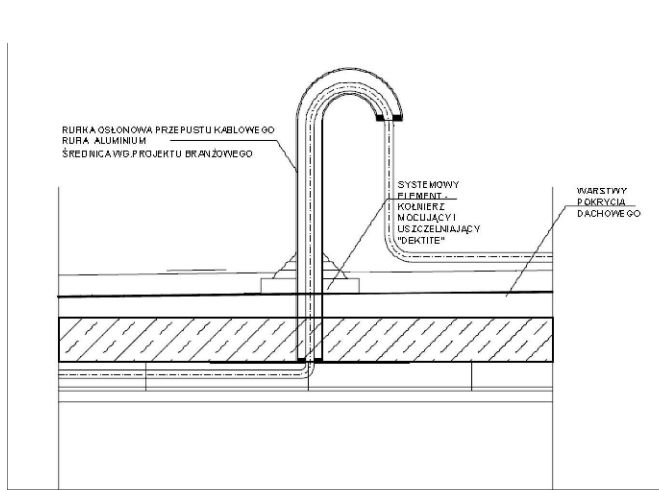 RURKA OSŁONOWA PRZEPUSTU KABLOWEGO
RURA ALUMINIUM
ŚREDNICA WG.PROJEKTU BRANŻOWEGO
SYSTEMOWY
ELEMENT -
KOŁNIERZ
MOCUJĄCY I
USZCZELNIAJĄCY
"DEKTITE"
WARSTWY
POKRYCIA
DACHOWEGO